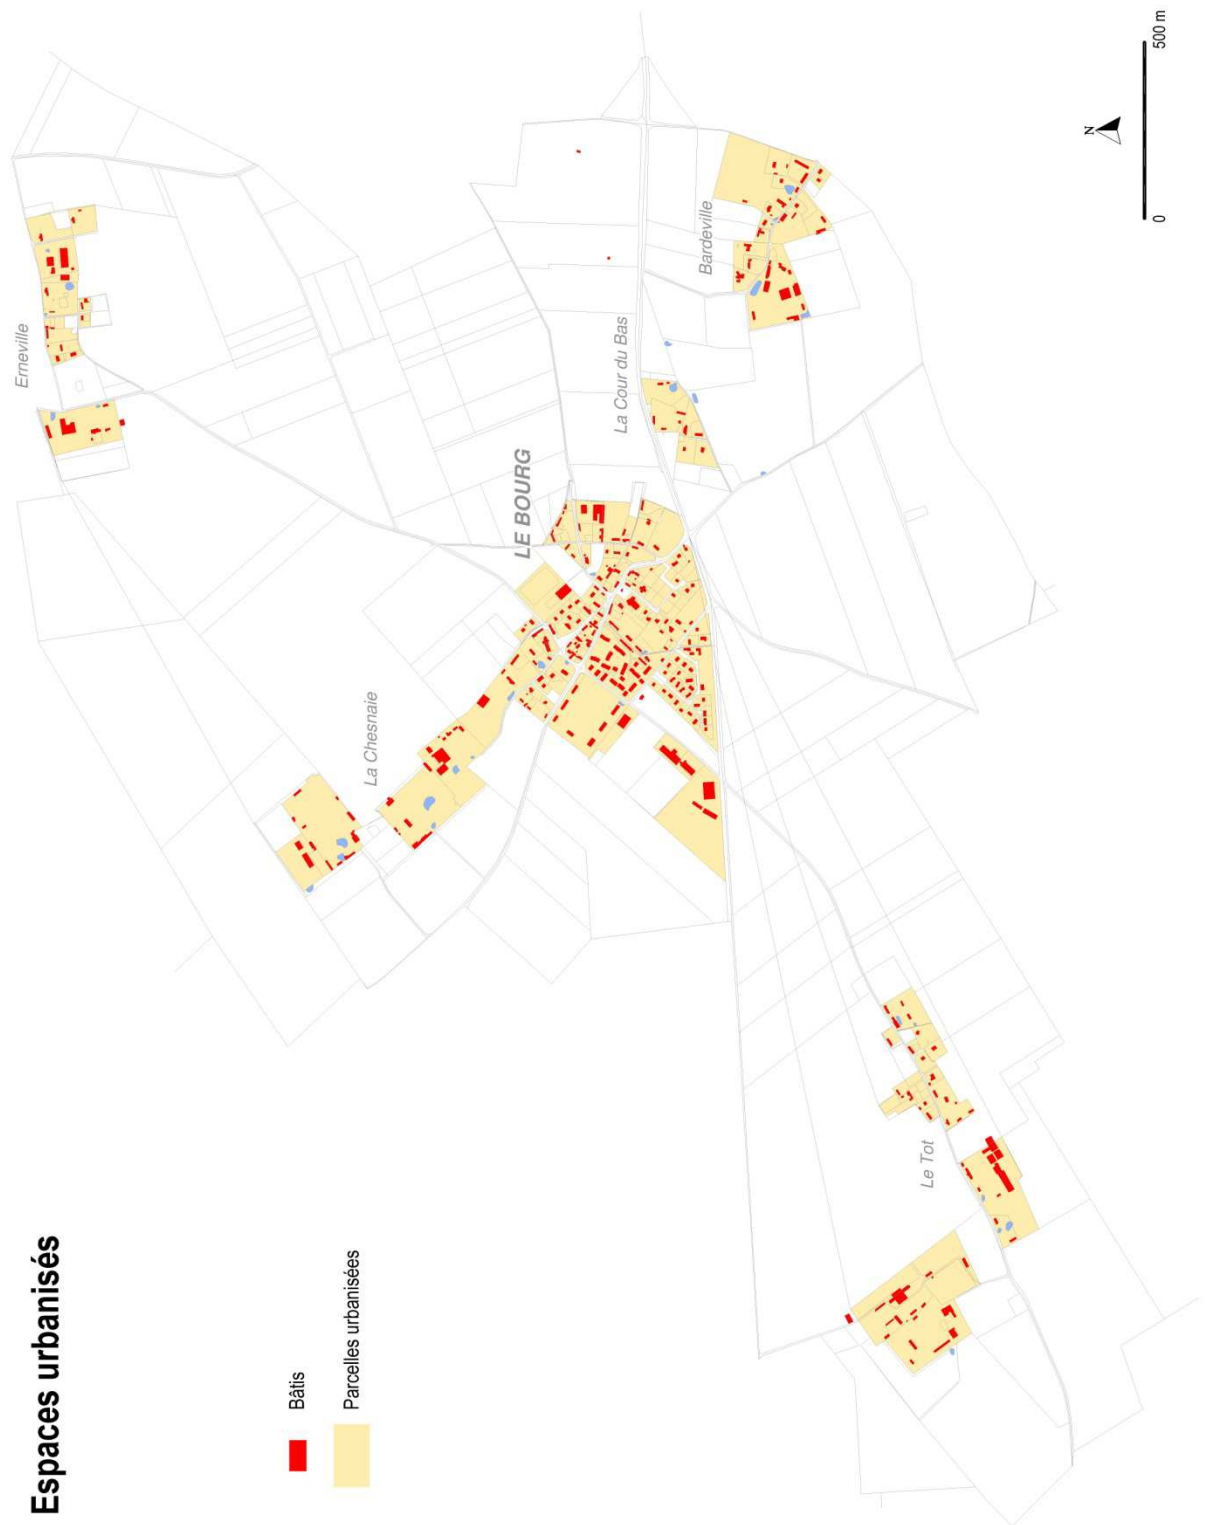 Espaces urbanisés
Bâtis
Parcelles urbanisées
Erneville
La Chesnaie
LE BOURG
La Cour du Bas
Bardeville
Le Tot
N
0
500 m